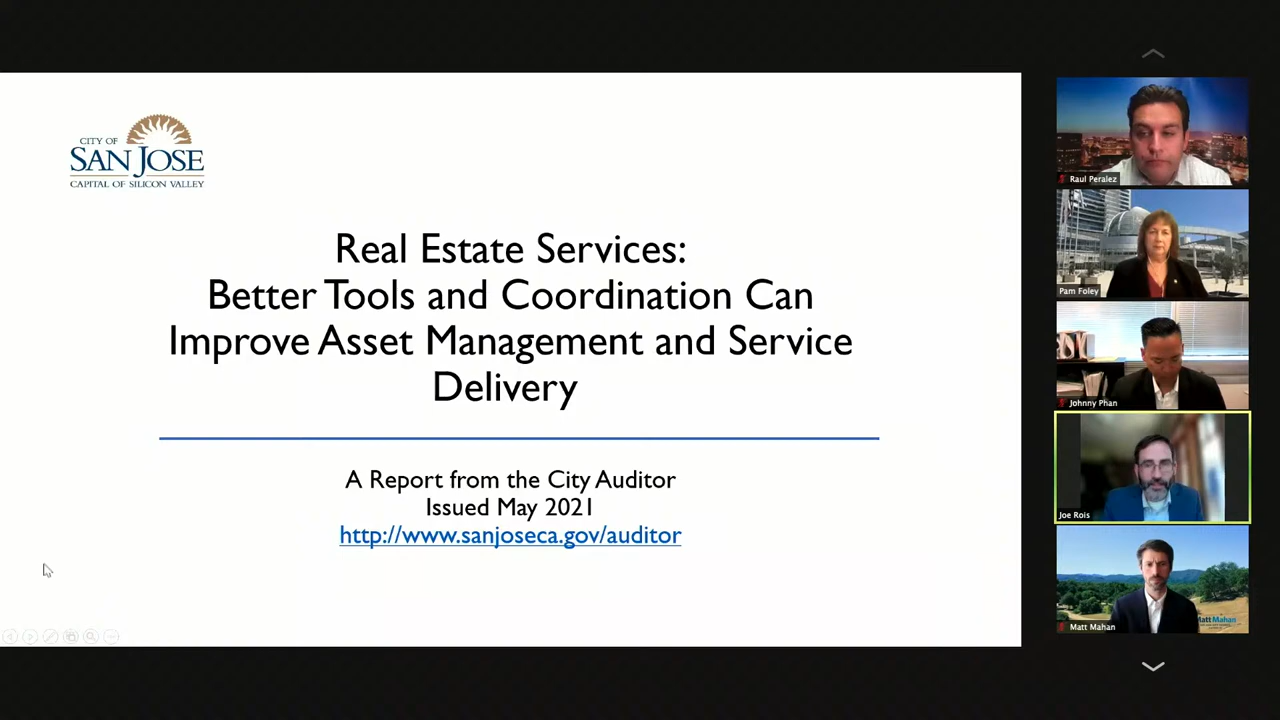 CITY OF
SAN JOSE
CAPITAL OF SILICON VALLEY
Real Estate Services:
Better Tools and Coordination Can
Improve Asset Management and Service
Delivery
A Report from the City Auditor
Issued May 2021
http://www.sanjoseca.gov/auditor
Raul Peralez
Pam Foley
Johnny Phan
Joe Rois
Matt Mahan
Matt Mahan